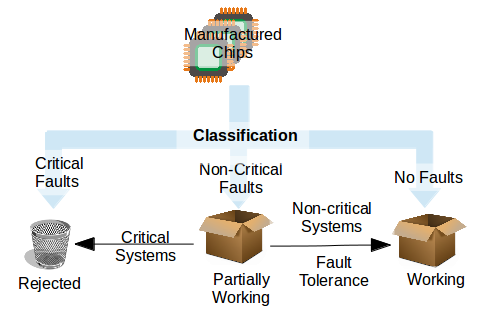 Manufactured
Chips
Classification
Critical
Faults
Non-Critical
Faults
No Faults
Critical
Systems
Non-critical
Systems
Fault
Tolerance
Rejected
Partially
Working
Working